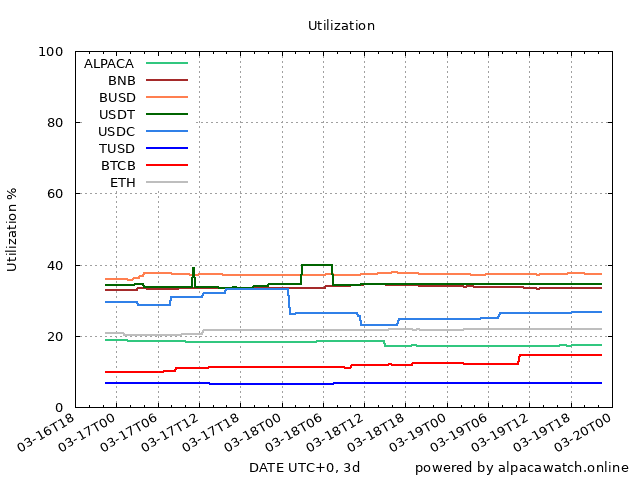 Utilization
100
80
60
40
20
0
Utilization %
ALPACA
BNB
BUSD
USDT
USDC
TUSD
BTCB
ETH
03-16T18
03-17T00
03-17T06
03-17T12
03-17T18
03-18T00
03-18T06
03-18T12
03-18T18
03-19T00
03-19T06
03-19T12
03-19T18
03-20T00
DATE UTC+0, 3d
powered by alpacawatch.online